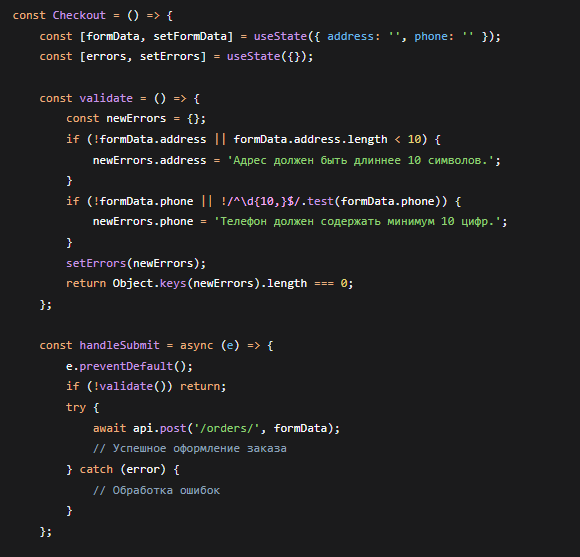 const Checkout = () => {
    const [formData, setFormData] = useState({ address: '', phone: '' });
    const [errors, setErrors] = useState({});

    const validate = () => {
        const newErrors = {};
        if (!formData.address || formData.address.length < 10) {
            newErrors.address = 'Адрес должен быть длиннее 10 символов.';
        }
        if (!formData.phone || !/^\d{10,}$/.test(formData.phone)) {
            newErrors.phone = 'Телефон должен содержать минимум 10 цифр.';
        }
        setErrors(newErrors);
        return Object.keys(newErrors).length === 0;
    };

    const handleSubmit = async (e) => {
        e.preventDefault();
        if (!validate()) return;
        try {
            await api.post('/orders/', formData);
            // Успешное оформление заказа
        } catch (error) {
            // Обработка ошибок
        }
    };